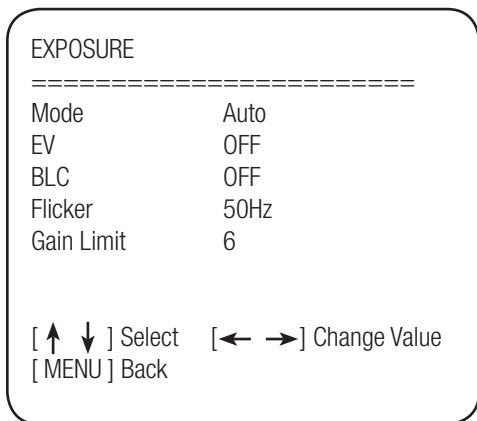 EXPOSURE
========================
Mode Auto
EV OFF
BLC OFF
Flicker 50Hz
Gain Limit 6
[ ↑ ↓ ] Select [← →] Change Value
[ MENU ] Back